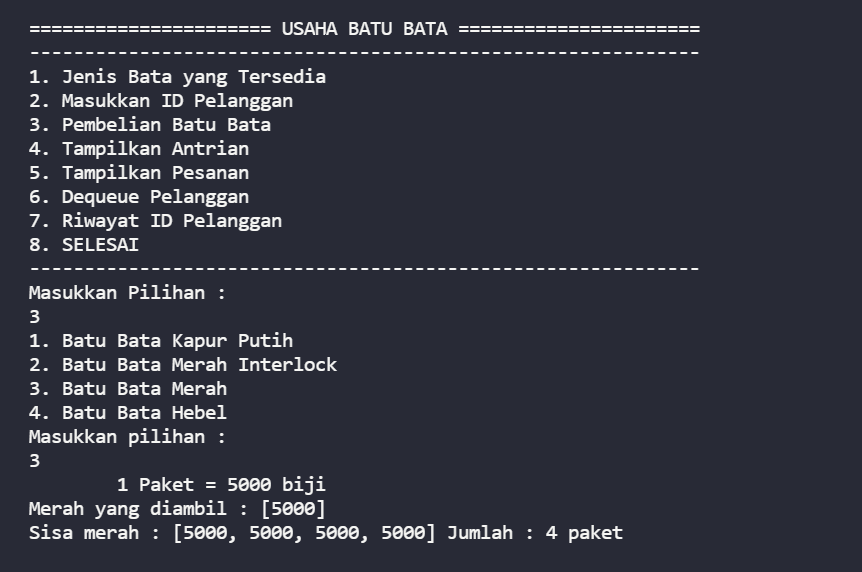 ====================== USAHA BATU BATA ======================
-------------------------------------------------------------
1. Jenis Bata yang Tersedia
2. Masukkan ID Pelanggan
3. Pembelian Batu Bata
4. Tampilkan Antrian
5. Tampilkan Pesanan
6. Dequeue Pelanggan
7. Riwayat ID Pelanggan
8. SELESAI
-------------------------------------------------------------
Masukkan Pilihan :
3
1. Batu Bata Kapur Putih
2. Batu Bata Merah Interlock
3. Batu Bata Merah
4. Batu Bata Hebel
Masukkan pilihan :
3
        1 Paket = 5000 biji
Merah yang diambil : [5000]
Sisa merah : [5000, 5000, 5000, 5000] Jumlah : 4 paket